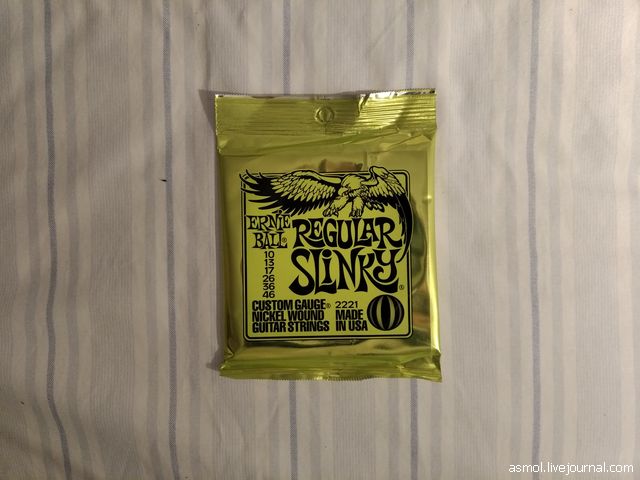 ERNIE
BALL®
REGULAR
SLINKY®
10
13
17
26
36
46
CUSTOM GAUGE®
NICKEL WOUND
GUITAR STRINGS
2221
MADE
IN USA
asmol.livejournal.com